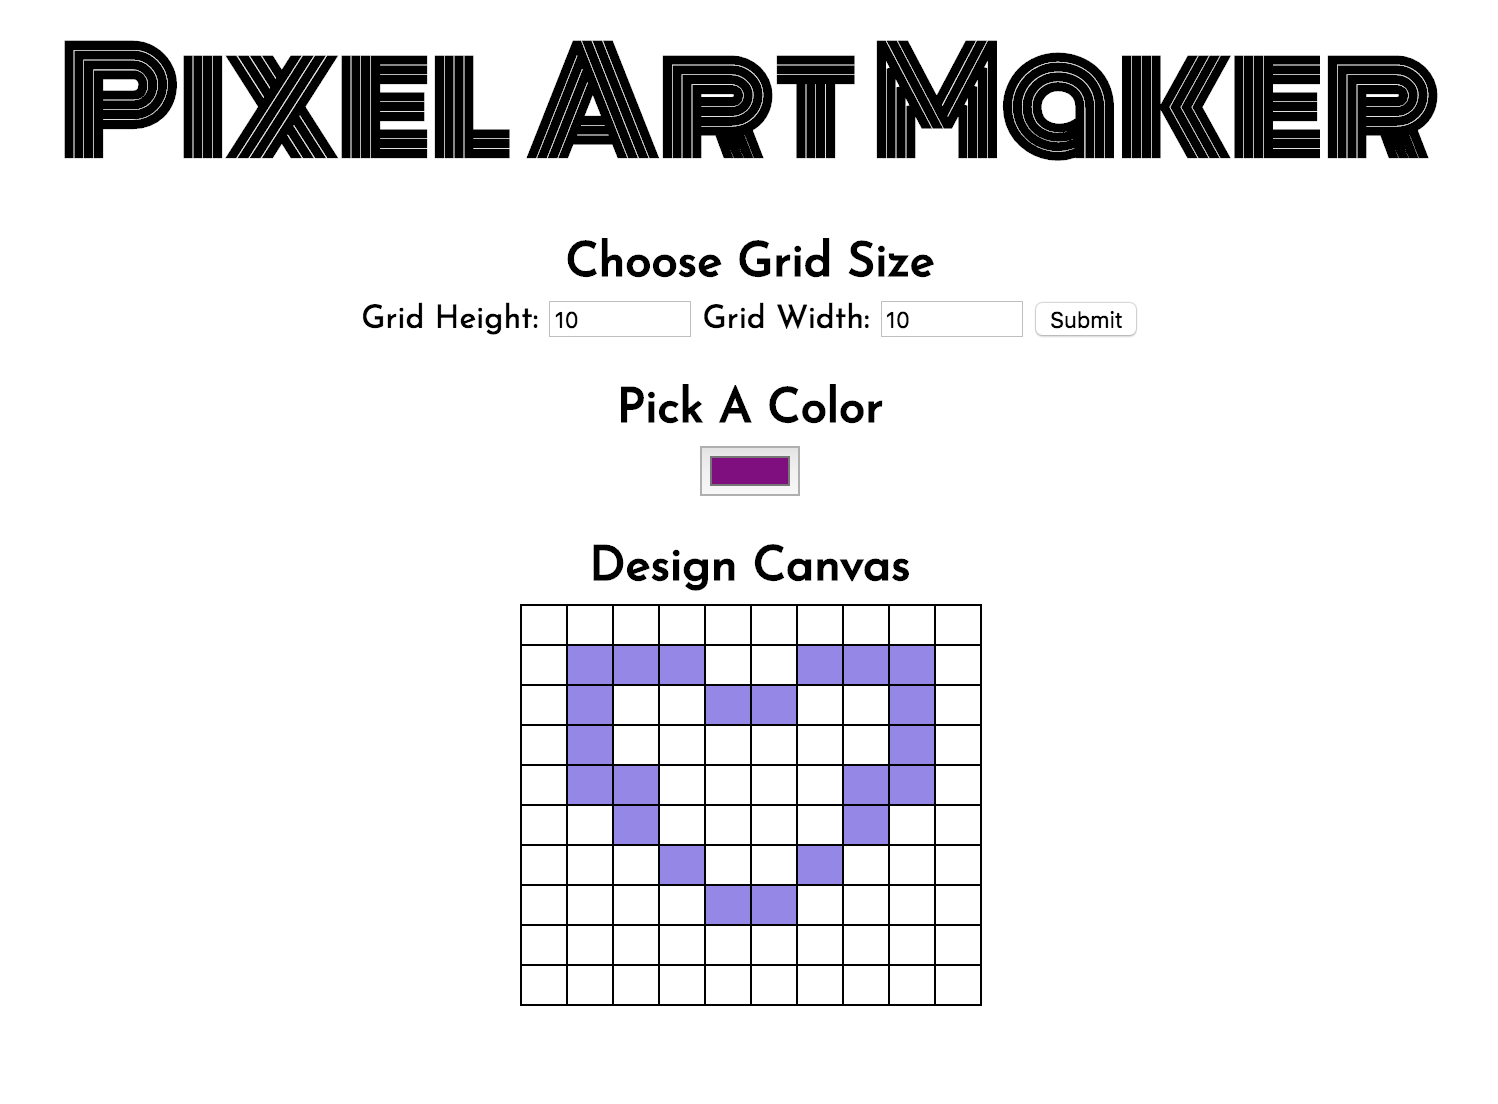 Pixel Art Maker
Choose Grid Size
Grid Height: 10 Grid Width: 10 Submit
Pick A Color
Design Canvas